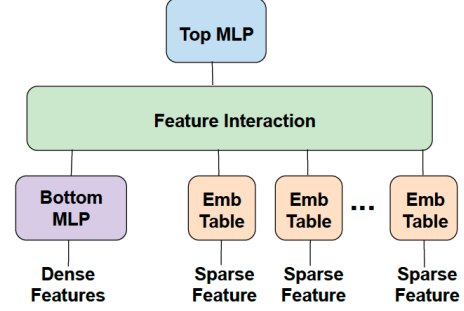 Top MLP
Feature Interaction
Bottom
MLP
Emb
Table
Emb
Table
...
Emb
Table
Dense
Features
Sparse
Feature
Sparse
Feature
Sparse
Feature